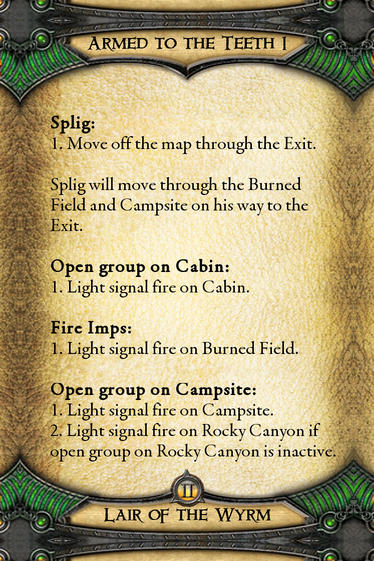 Armed to the Teeth I
Splig:
1. Move off the map through the Exit.
Splig will move through the Burned
Field and Campsite on his way to the
Exit.
Open group on Cabin:
1. Light signal fire on Cabin.
Fire Imps:
1. Light signal fire on Burned Field.
Open group on Campsite:
1. Light signal fire on Campsite.
2. Light signal fire on Rocky Canyon if
open group on Rocky Canyon is inactive.
II
Lair of the Wyrm